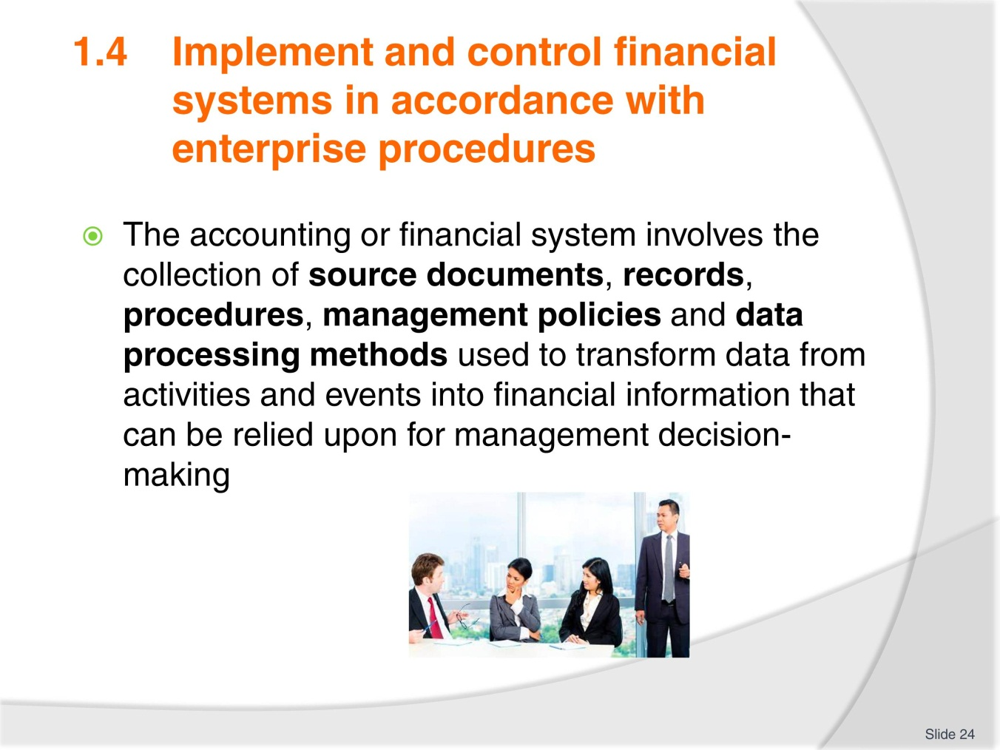 1.4 Implement and control financial
systems in accordance with
enterprise procedures
The accounting or financial system involves the
collection of source documents, records,
procedures, management policies and data
processing methods used to transform data from
activities and events into financial information that
can be relied upon for management decision-
making
Slide 24